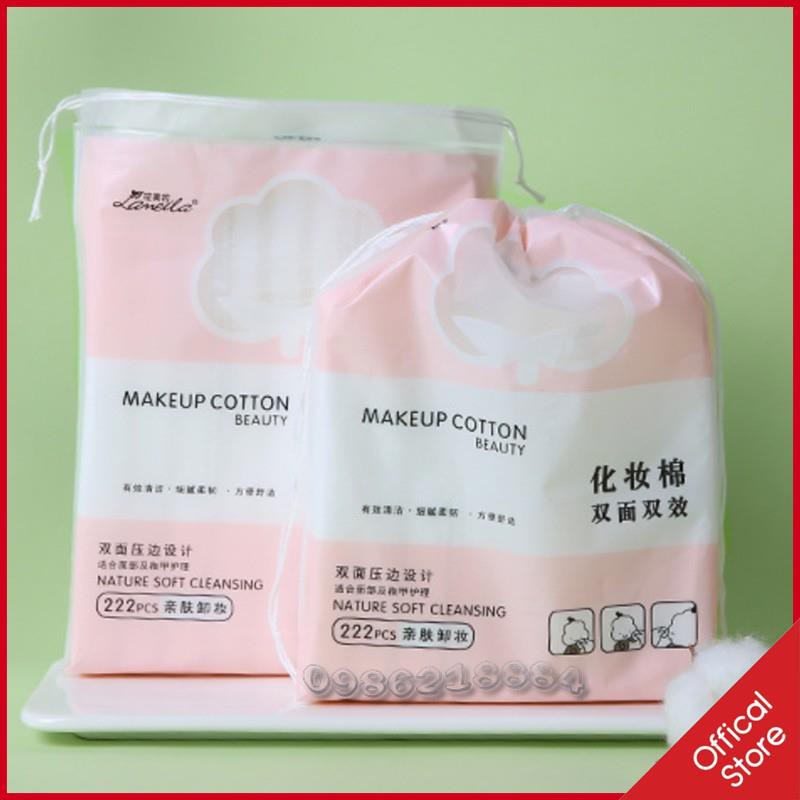 Lameila®
MAKEUP COTTON
BEAUTY
有效清洁·细腻柔韧 ·方便舒适
双面压边设计
适合面部及指甲护理
NATURE SOFT CLEANSING
222PCS 亲肤卸妆
MAKEUP COTTON
BEAUTY
化妆棉
双面双效
有效清洁·细腻柔韧 ·方便舒适
双面压边设计
适合面部及指甲护理
NATURE SOFT CLEANSING
222PCS 亲肤卸妆
0986218884
Offical
Store